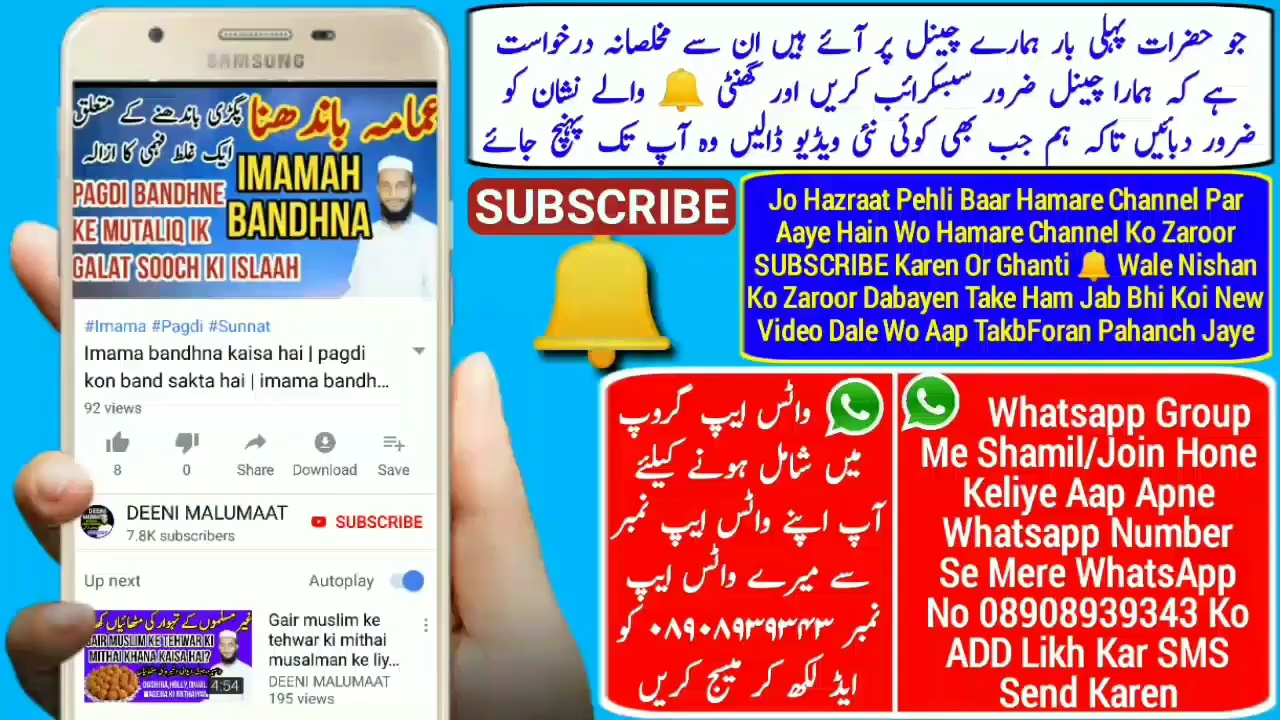 SAMSUNG
عمامہ باندھنا
پگڑی باندھنے کے متعلق
ایک غلط فہمی کا ازالہ
IMAMAH
BANDHNA
PAGDI BANDHNE
KE MUTALIQ IK
GALAT SOOCH KI ISLAAH
#Imama #Pagdi #Sunnat
Imama bandhna kaisa hai | pagdi
kon band sakta hai | imama bandh...
92 views
8
0
Share
Download
Save
DEENI MALUMAAT
7.8K subscribers
SUBSCRIBE
Up next
Autoplay
غیر مسلموں کے تہوار کی مٹھائیاں
GAIR MUSLIM KE TEHWAR KI
MITHAI KHANA KAISA HAI?
4:54
Gair muslim ke
tehwar ki mithai
musalman ke liy...
DEENI MALUMAAT
195 views
جو حضرات پہلی بار ہمارے چینل پر آئے ہیں ان سے مخلصانہ درخواست
ہے کہ ہمارا چینل ضرور سبسکرائب کریں اور گھنٹی 🔔 والے نشان کو
ضرور دبائیں تاکہ ہم جب بھی کوئی نئی ویڈیو ڈالیں وہ آپ تک پہنچ جائے
SUBSCRIBE
Jo Hazraat Pehli Baar Hamare Channel Par
Aaye Hain Wo Hamare Channel Ko Zaroor
SUBSCRIBE Karen Or Ghanti 🔔 Wale Nishan
Ko Zaroor Dabayen Take Ham Jab Bhi Koi New
Video Dale Wo Aap TakbForan Pahanch Jaye
واٹس ایپ گروپ
میں شامل ہونے کیلئے
آپ اپنے واٹس ایپ نمبر
سے میرے واٹس ایپ
نمبر ۰۸۹۰۸۹۳۹۳۴۳ کو
ایڈ لکھ کر میسج کریں
Whatsapp Group
Me Shamil/Join Hone
Keliye Aap Apne
Whatsapp Number
Se Mere WhatsApp
No 08908939343 Ko
ADD Likh Kar SMS
Send Karen